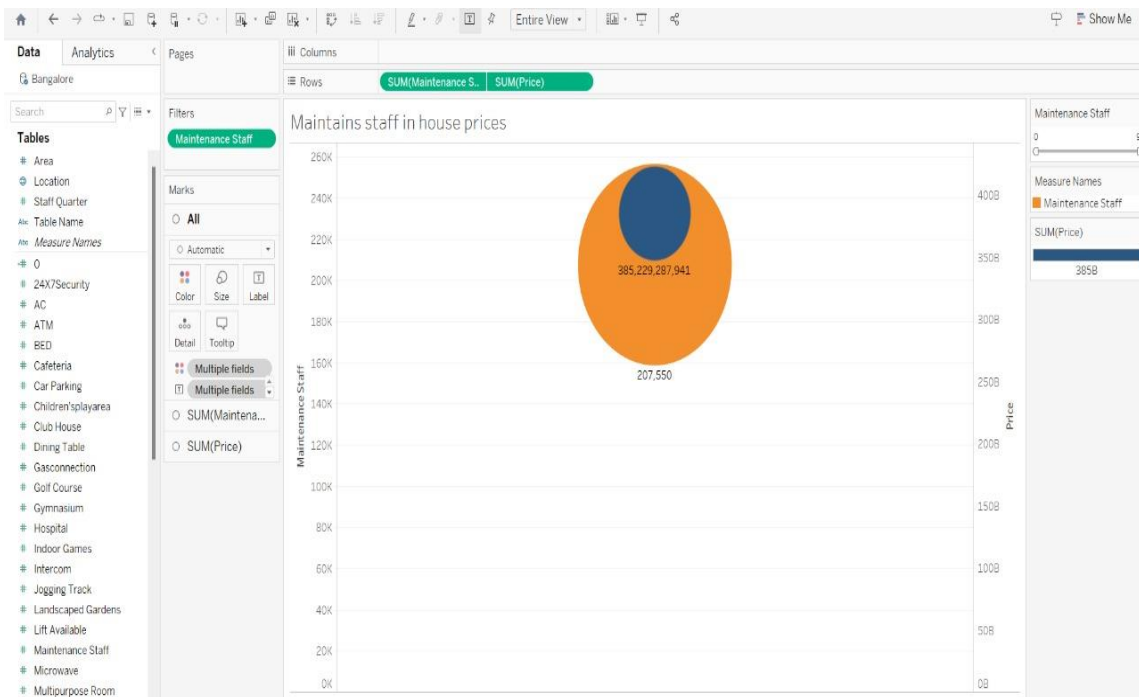 Entire View
Show Me
Data
Analytics
Bangalore
Search
Tables
Area
Location
Staff Quarter
Abc Table Name
Abc Measure Names
0
24X7Security
AC
ATM
BED
Cafeteria
Car Parking
Children'splayarea
Club House
Dining Table
Gasconnection
Golf Course
Gymnasium
Hospital
Indoor Games
Intercom
Jogging Track
Landscaped Gardens
Lift Available
Maintenance Staff
Microwave
Multipurpose Room
Pages
Filters
Maintenance Staff
Marks
All
Automatic
Color Size Label
Detail Tooltip
Multiple fields
Multiple fields
SUM(Maintena...
SUM(Price)
Columns
Rows
SUM(Maintenance S.. SUM(Price)
Maintains staff in house prices
Maintenance Staff
260K
240K
220K
200K
180K
160K
140K
120K
100K
80K
60K
40K
20K
0K
385,229,287,941
207,550
400B
350B
300B
250B
200B
150B
100B
50B
0B
Price
Maintenance Staff
0 9
Measure Names
Maintenance Staff
SUM(Price)
385B